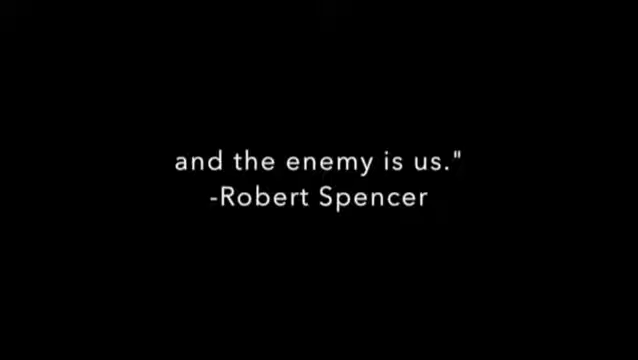 and the enemy is us."
-Robert Spencer